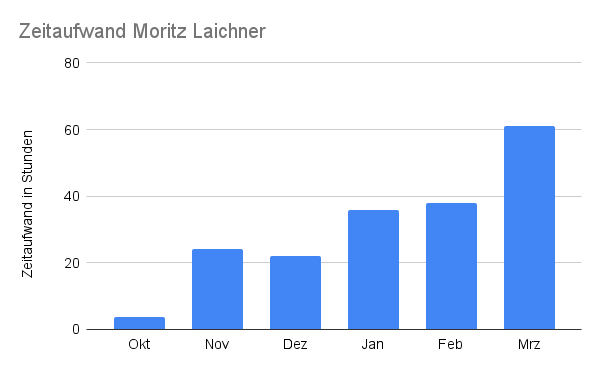 Zeitaufwand Moritz Laichner
80
60
40
20
0
Zeitaufwand in Stunden
Okt Nov Dez Jan Feb Mrz